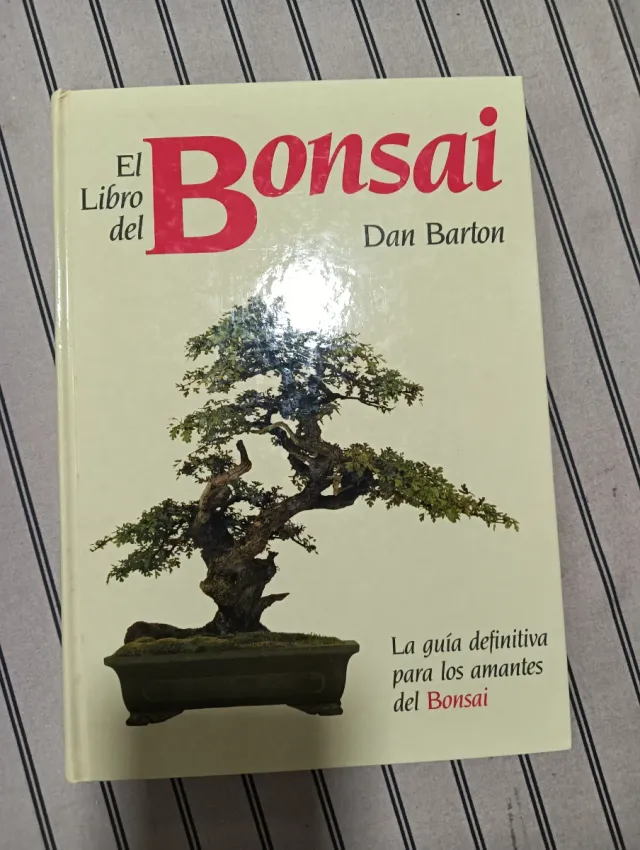 El
Libro
del
Bonsai
Dan Barton
La guía definitiva
para los amantes
del Bonsai